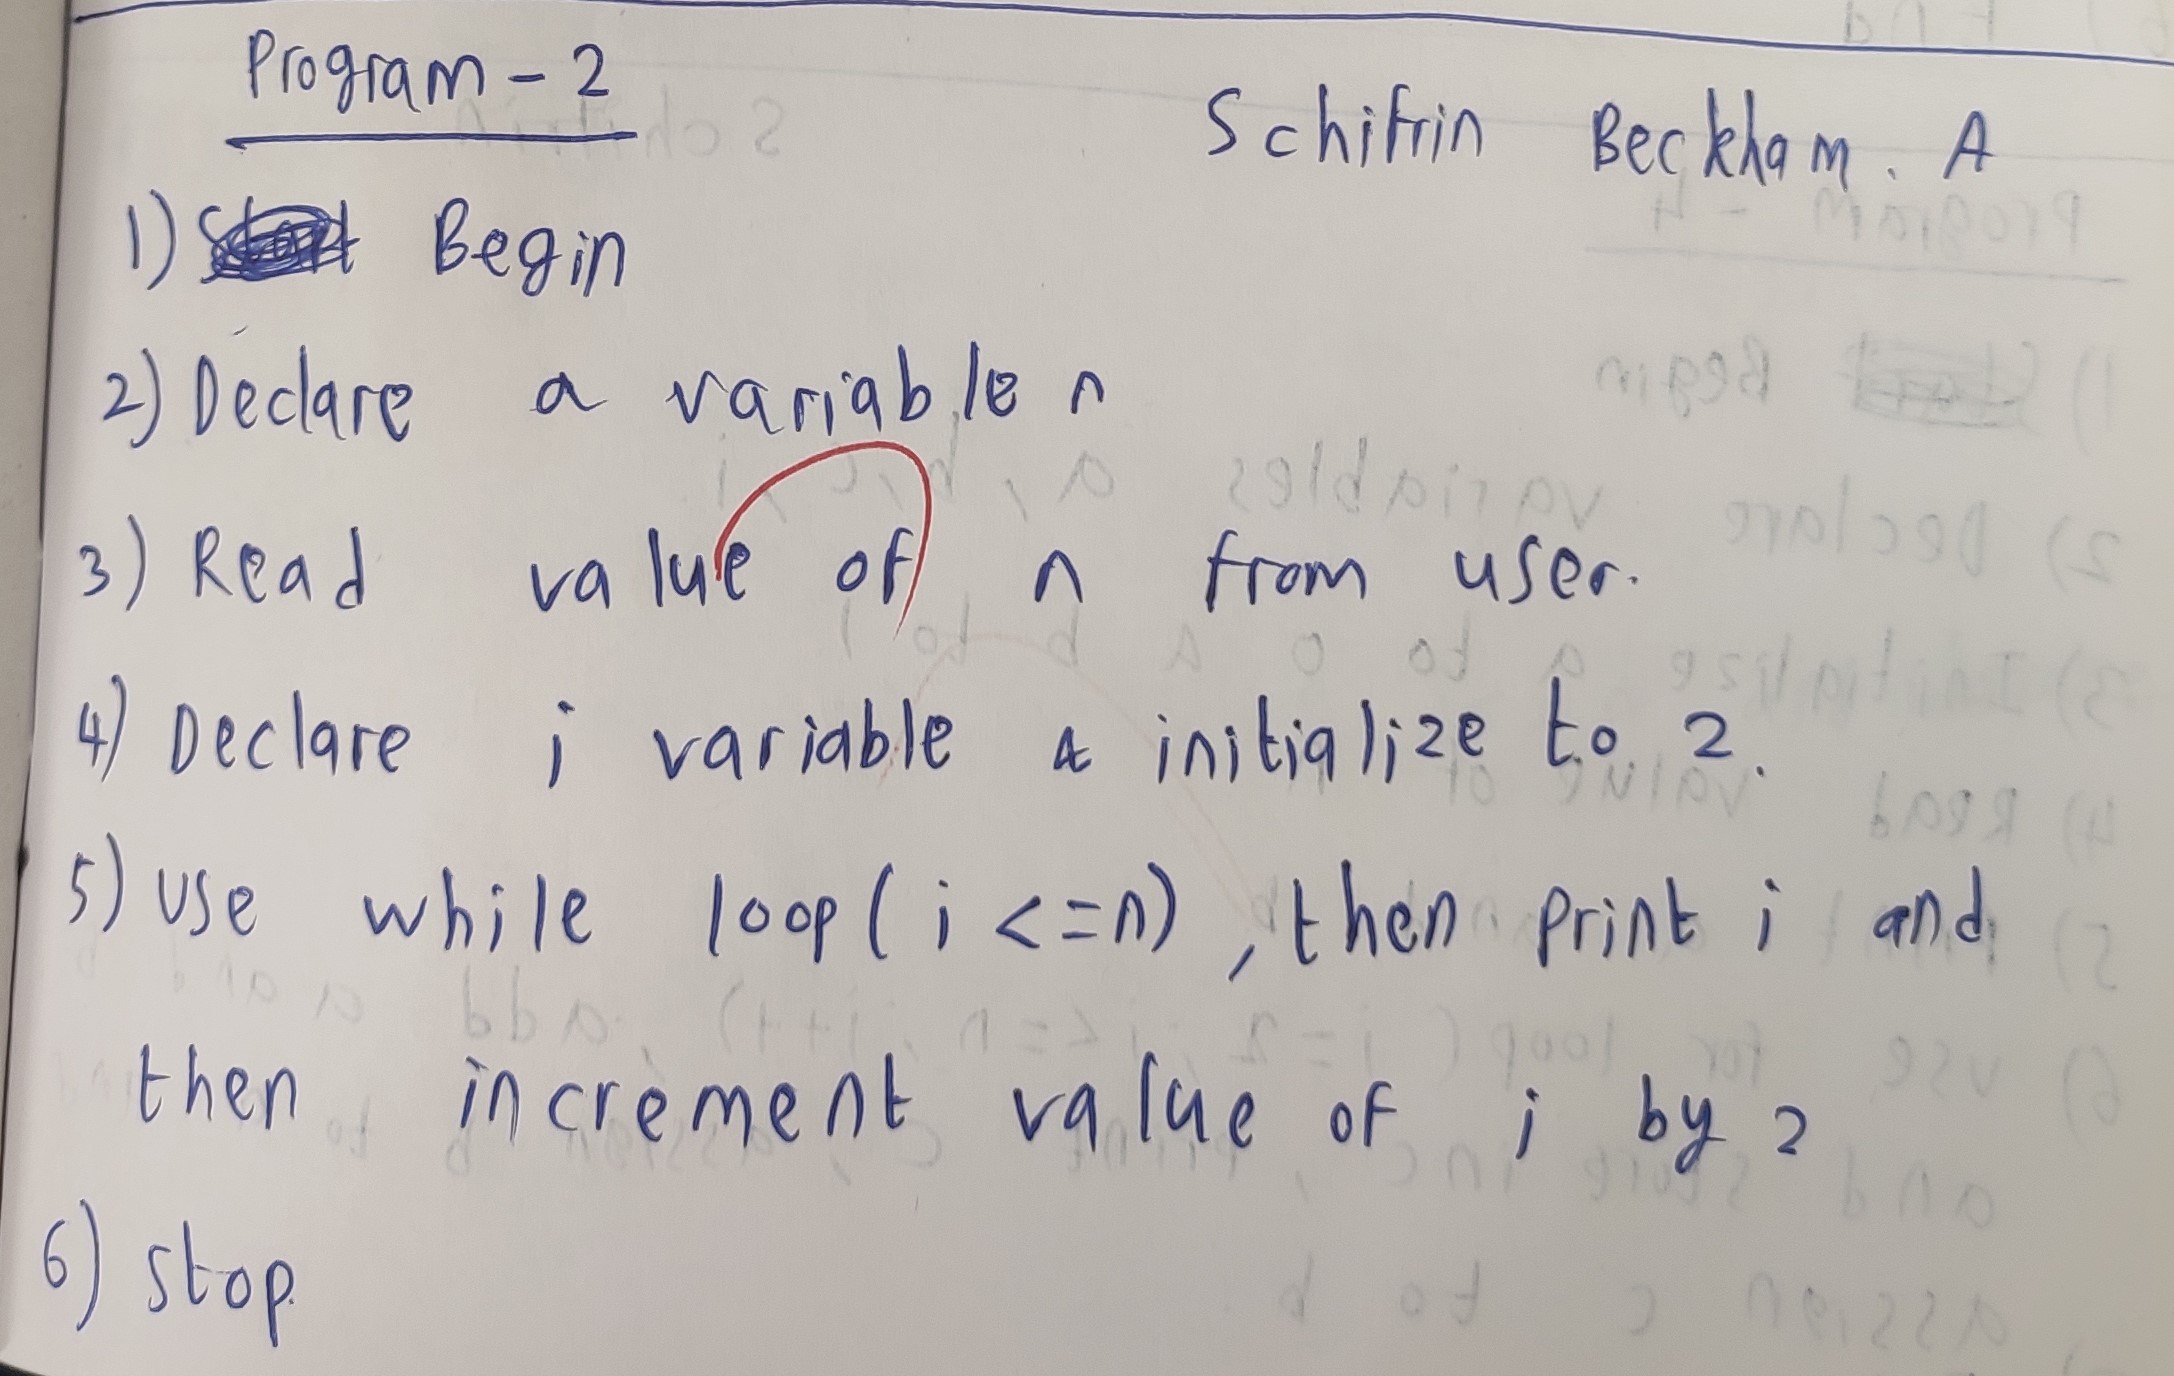 Program - 2
Schifrin Beckham. A
1) Begin
2) Declare a variable n
3) Read value of n from user.
4) Declare i variable & initialize to 2.
5) Use while loop ( i <= n) , then print i and
then increment value of i by 2
6) Stop